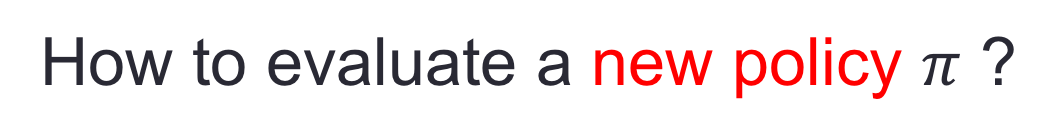 How to evaluate a new policy π ?